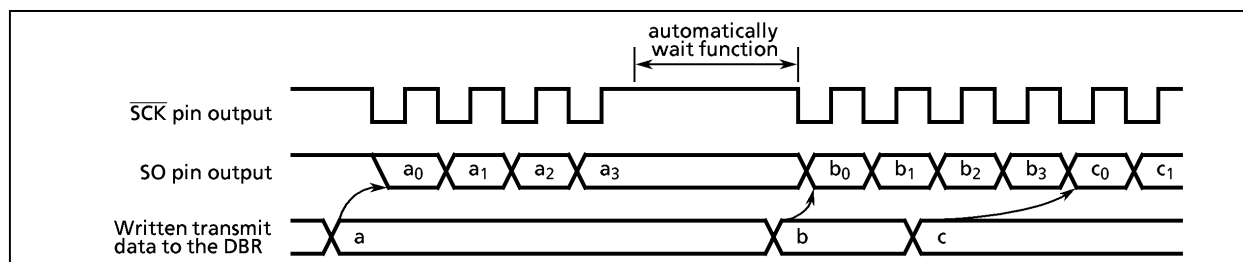 automatically
wait function
SCK pin output
SO pin output
a0 a1 a2 a3 b0 b1 b2 b3 c0 c1
Written transmit
data to the DBR
a b c